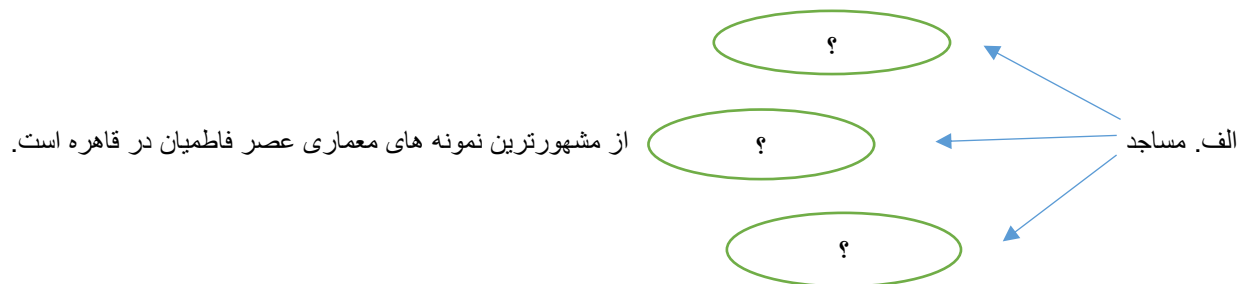 ؟
الف. مساجد ؟ از مشهورترین نمونه های معماری عصر فاطمیان در قاهره است.
؟